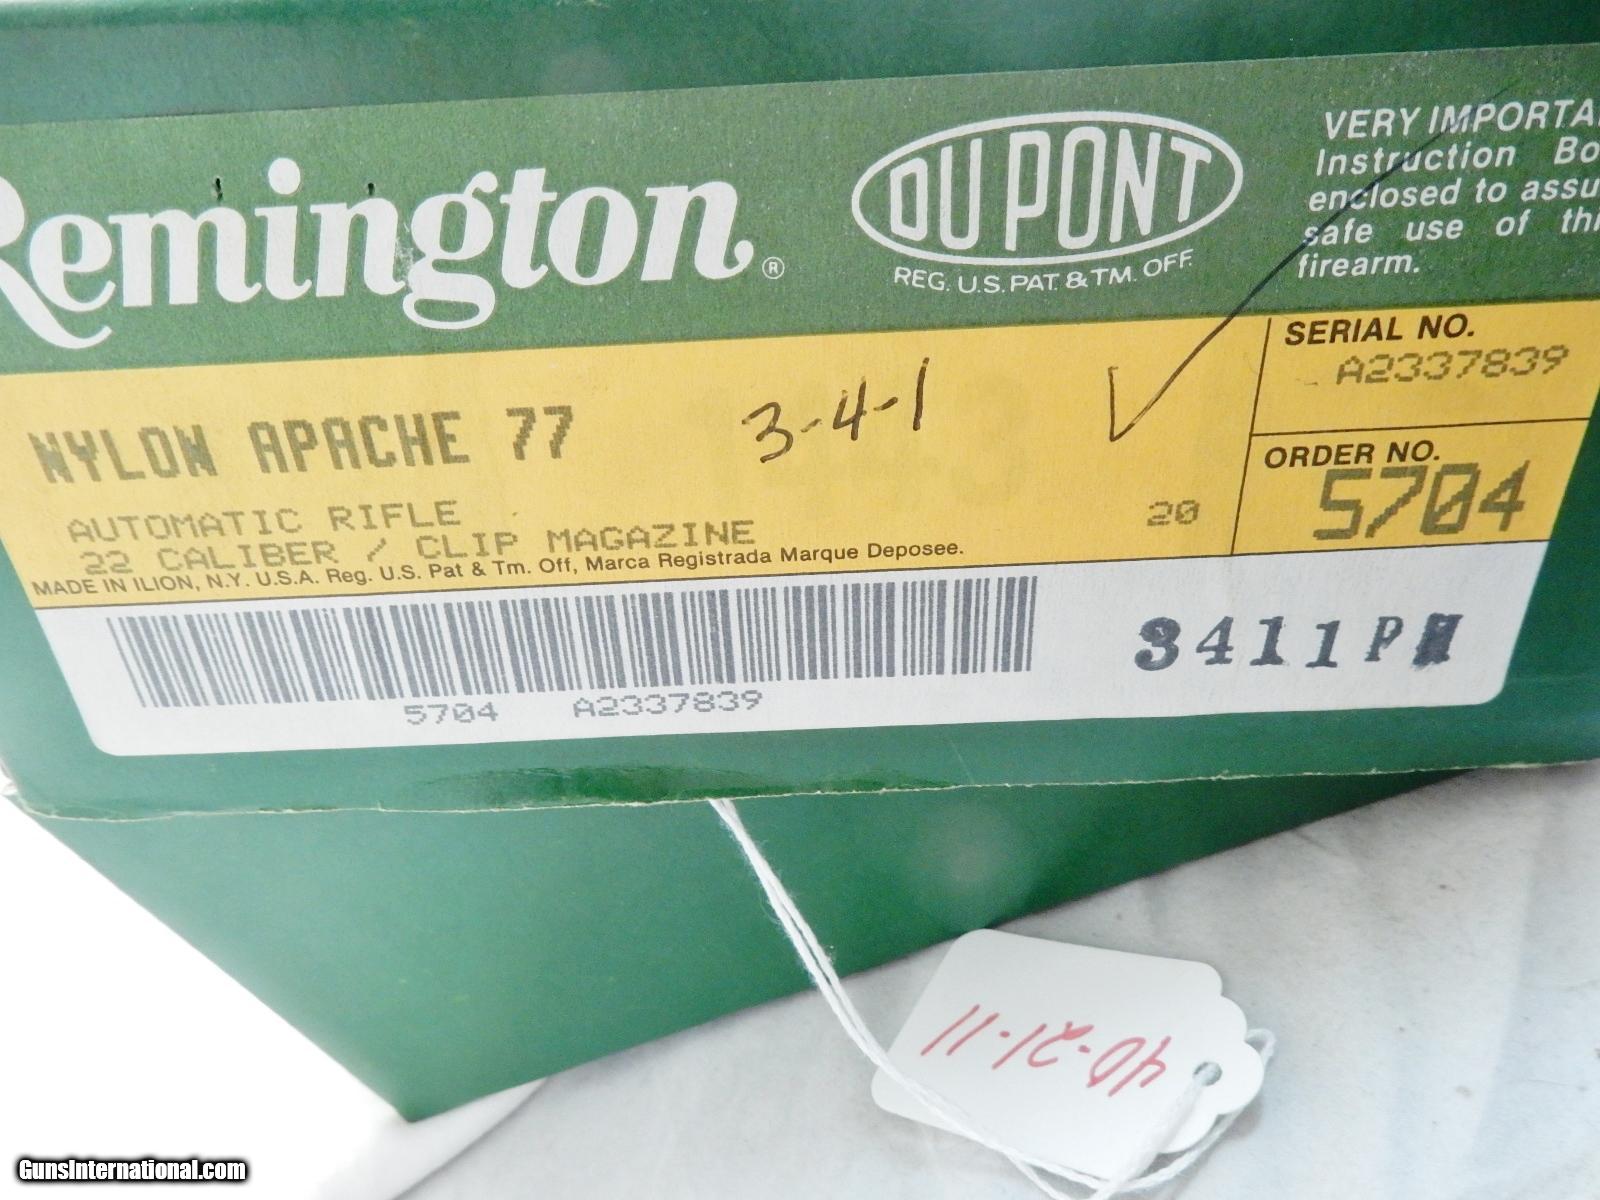 Remington®
DU PONT
REG. U.S. PAT. & TM. OFF.
VERY IMPORTA
Instruction Bo
enclosed to assu
safe use of thi
firearm.
NYLON APACHE 77
3-4-1
AUTOMATIC RIFLE
22 CALIBER / CLIP MAGAZINE
20
MADE IN ILION, N.Y. U.S.A. Reg. U.S. Pat & Tm. Off, Marca Registrada Marque Deposee.
SERIAL NO.
A2337839
ORDER NO.
5704
5704 A2337839
3411P
40-21-11
GunsInternational.com